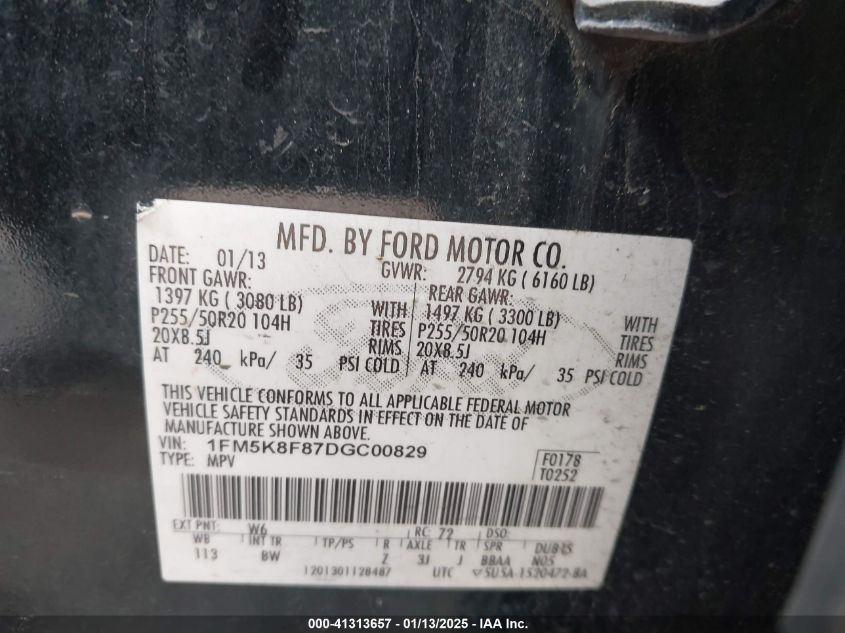 MFD. BY FORD MOTOR CO.
DATE: 01/13 GVWR: 2794 KG ( 6160 LB)
FRONT GAWR: REAR GAWR:
1397 KG ( 3080 LB) WITH 1497 KG ( 3300 LB) WITH
P255/50R20 104H TIRES P255/50R20 104H TIRES
20X8.5J RIMS 20X8.5J RIMS
AT 240 kPa/ 35 PSI COLD AT 240 kPa/ 35 PSI COLD
THIS VEHICLE CONFORMS TO ALL APPLICABLE FEDERAL MOTOR
VEHICLE SAFETY STANDARDS IN EFFECT ON THE DATE OF
MANUFACTURE SHOWN ABOVE.
VIN: 1FM5K8F87DGC00829
TYPE: MPV
F0178
T0252
EXT PNT: W6 RC: 72 DSO:
WB INT TR TP/PS R AXLE TR SPR
113 BW Z 3J J BBAA N05
1201301128487 UTC 5U5A-1520472-BA
000-41313657 - 01/13/2025 - IAA Inc.